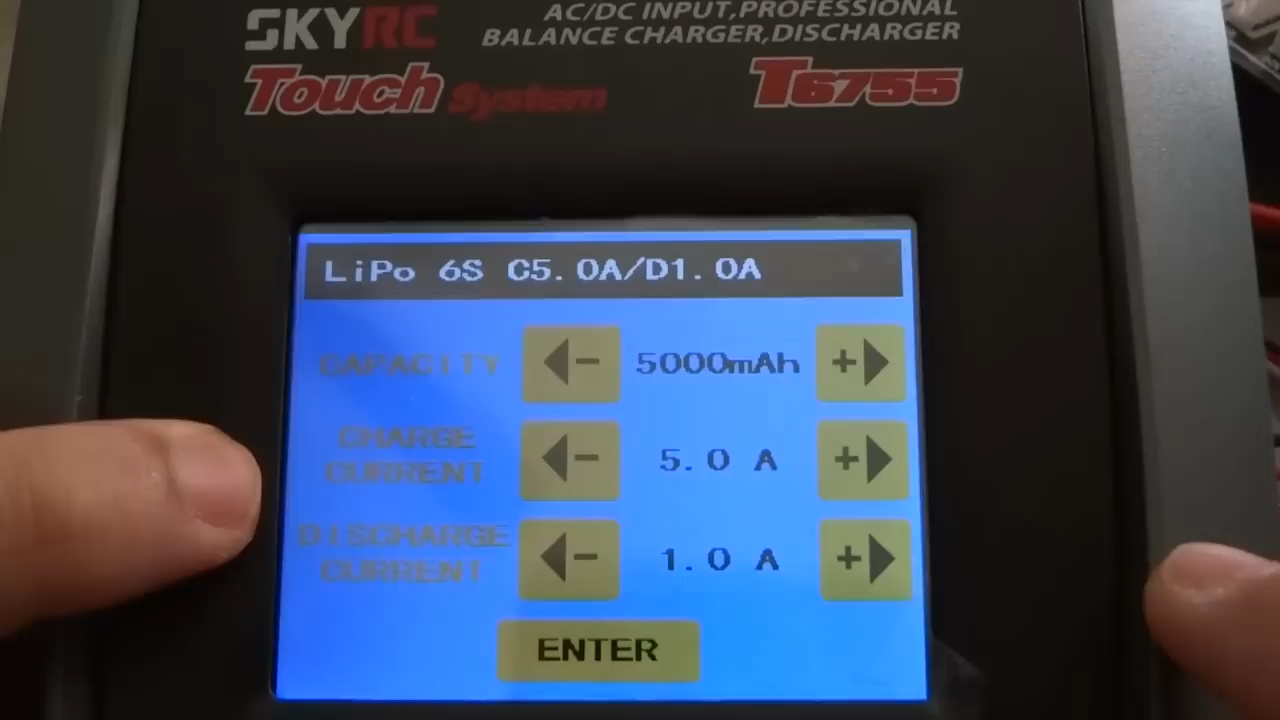 SKYRC
AC/DC INPUT,PROFESSIONAL
BALANCE CHARGER,DISCHARGER
Touch System
T6755
LiPo 6S C5.0A/D1.0A
CAPACITY
-
5000mAh
+
CHARGE
CURRENT
-
5.0 A
+
DISCHARGE
CURRENT
-
1.0 A
+
ENTER